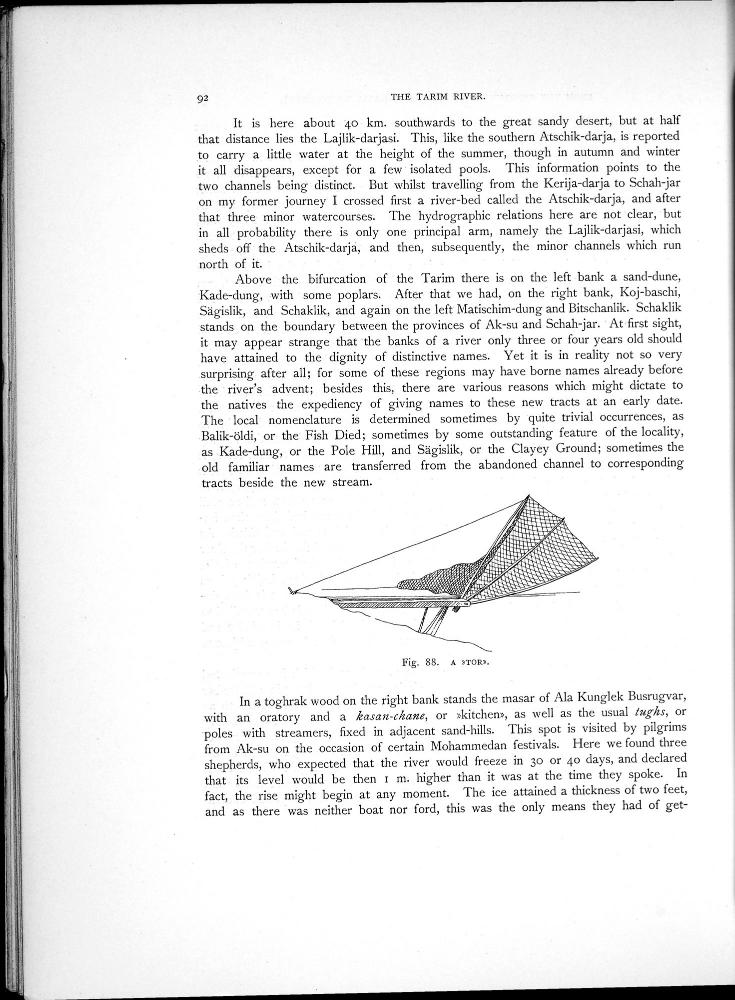 92
THE TARIM RIVER.
It is here about 40 km. southwards to the great sandy desert, but at half
that distance lies the Lajlik-darjasi. This, like the southern Atschik-darja, is reported
to carry a little water at the height of the summer, though in autumn and winter
it all disappears, except for a few isolated pools. This information points to the
two channels being distinct. But whilst travelling from the Kerija-darja to Schah-jar
on my former journey I crossed first a river-bed called the Atschik-darja, and after
that three minor watercourses. The hydrographic relations here are not clear, but
in all probability there is only one principal arm, namely the Lajlik-darjasi, which
sheds off the Atschik-darja, and then, subsequently, the minor channels which run
north of it.
Above the bifurcation of the Tarim there is on the left bank a sand-dune,
Kade-dung, with some poplars. After that we had, on the right bank, Koj-baschi,
Sägislik, and Schaklik, and again on the left Matischim-dung and Bitschanlik. Schaklik
stands on the boundary between the provinces of Ak-su and Schah-jar. At first sight,
it may appear strange that the banks of a river only three or four years old should
have attained to the dignity of distinctive names. Yet it is in reality not so very
surprising after all; for some of these regions may have borne names already before
the river's advent; besides this, there are various reasons which might dictate to
the natives the expediency of giving names to these new tracts at an early date.
The local nomenclature is determined sometimes by quite trivial occurrences, as
Balik-öldi, or the Fish Died; sometimes by some outstanding feature of the locality,
as Kade-dung, or the Pole Hill, and Sägislik, or the Clayey Ground; sometimes the
old familiar names are transferred from the abandoned channel to corresponding
tracts beside the new stream.
Fig. 88. A »TOR».
In a toghrak wood on the right bank stands the masar of Ala Kunglek Busrugvar,
with an oratory and a kasan-chane, or »kitchen», as well as the usual tughs, or
poles with streamers, fixed in adjacent sand-hills. This spot is visited by pilgrims
from Ak-su on the occasion of certain Mohammedan festivals. Here we found three
shepherds, who expected that the river would freeze in 30 or 40 days, and declared
that its level would be then 1 m. higher than it was at the time they spoke. In
fact, the rise might begin at any moment. The ice attained a thickness of two feet,
and as there was neither boat nor ford, this was the only means they had of get-